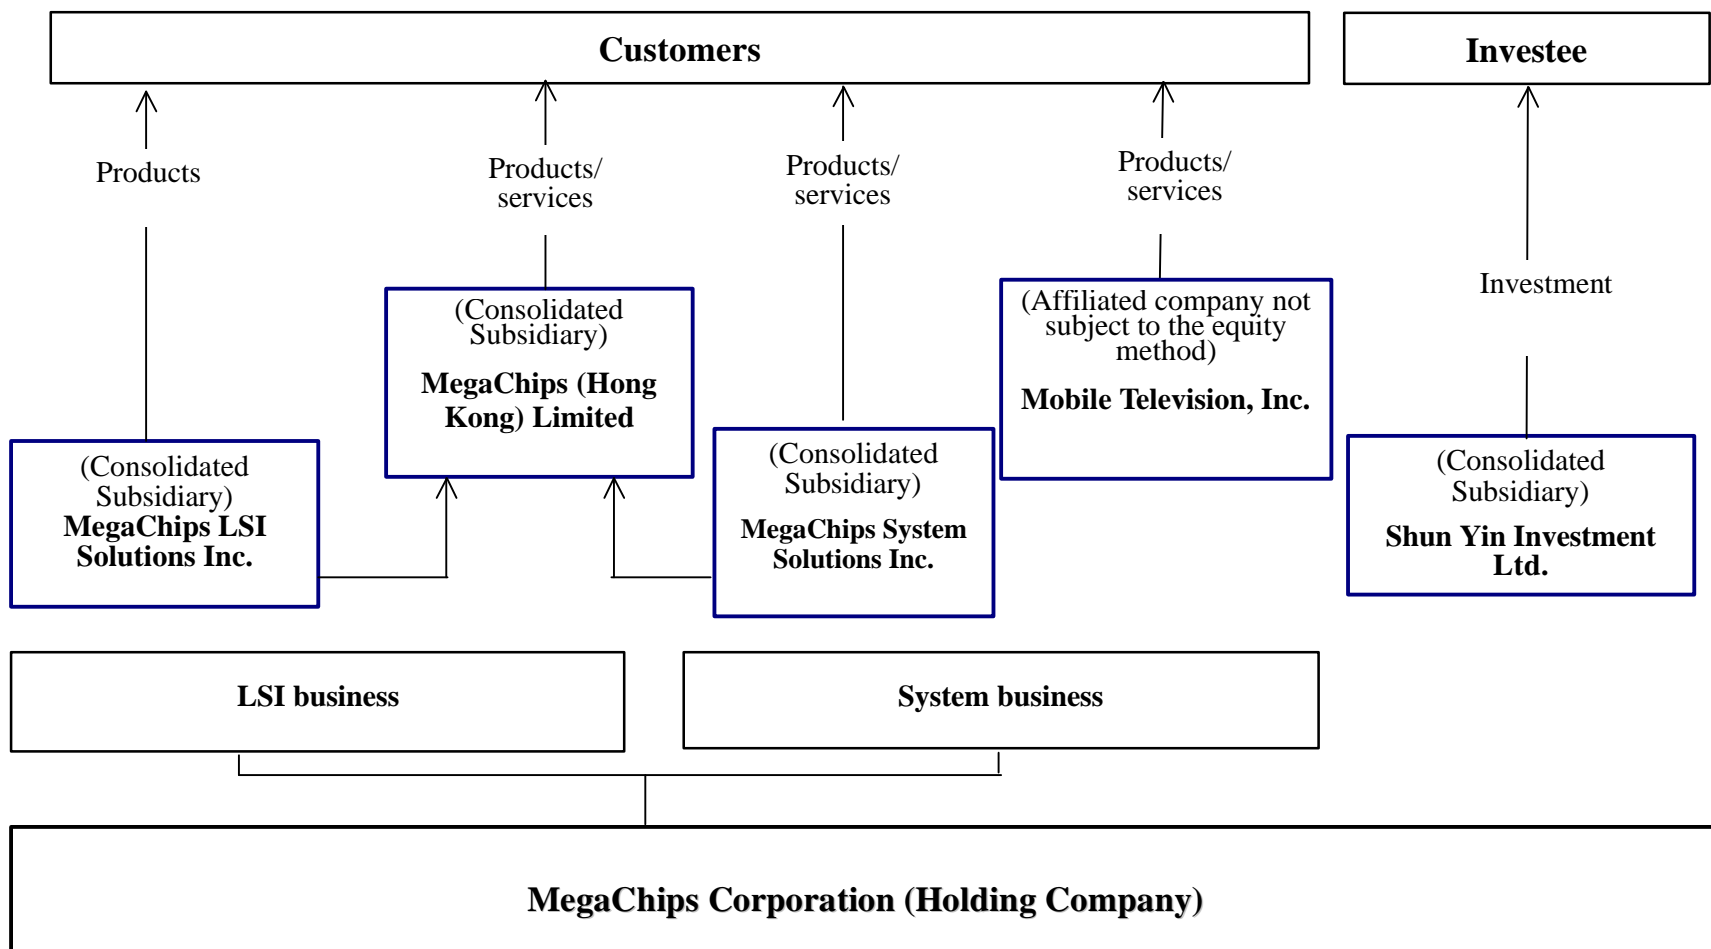 Customers
Investee
Products
Products/
services
Products/
services
Products/
services
Investment
(Consolidated
Subsidiary)
MegaChips (Hong
Kong) Limited
(Affiliated company not
subject to the equity
method)
Mobile Television, Inc.
(Consolidated
Subsidiary)
MegaChips LSI
Solutions Inc.
(Consolidated
Subsidiary)
MegaChips System
Solutions Inc.
(Consolidated
Subsidiary)
Shun Yin Investment
Ltd.
LSI business
System business
MegaChips Corporation (Holding Company)